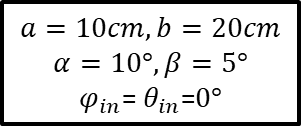 a = 10cm, b = 20cm
α = 10°, β = 5°
φ_in= θ_in=0°